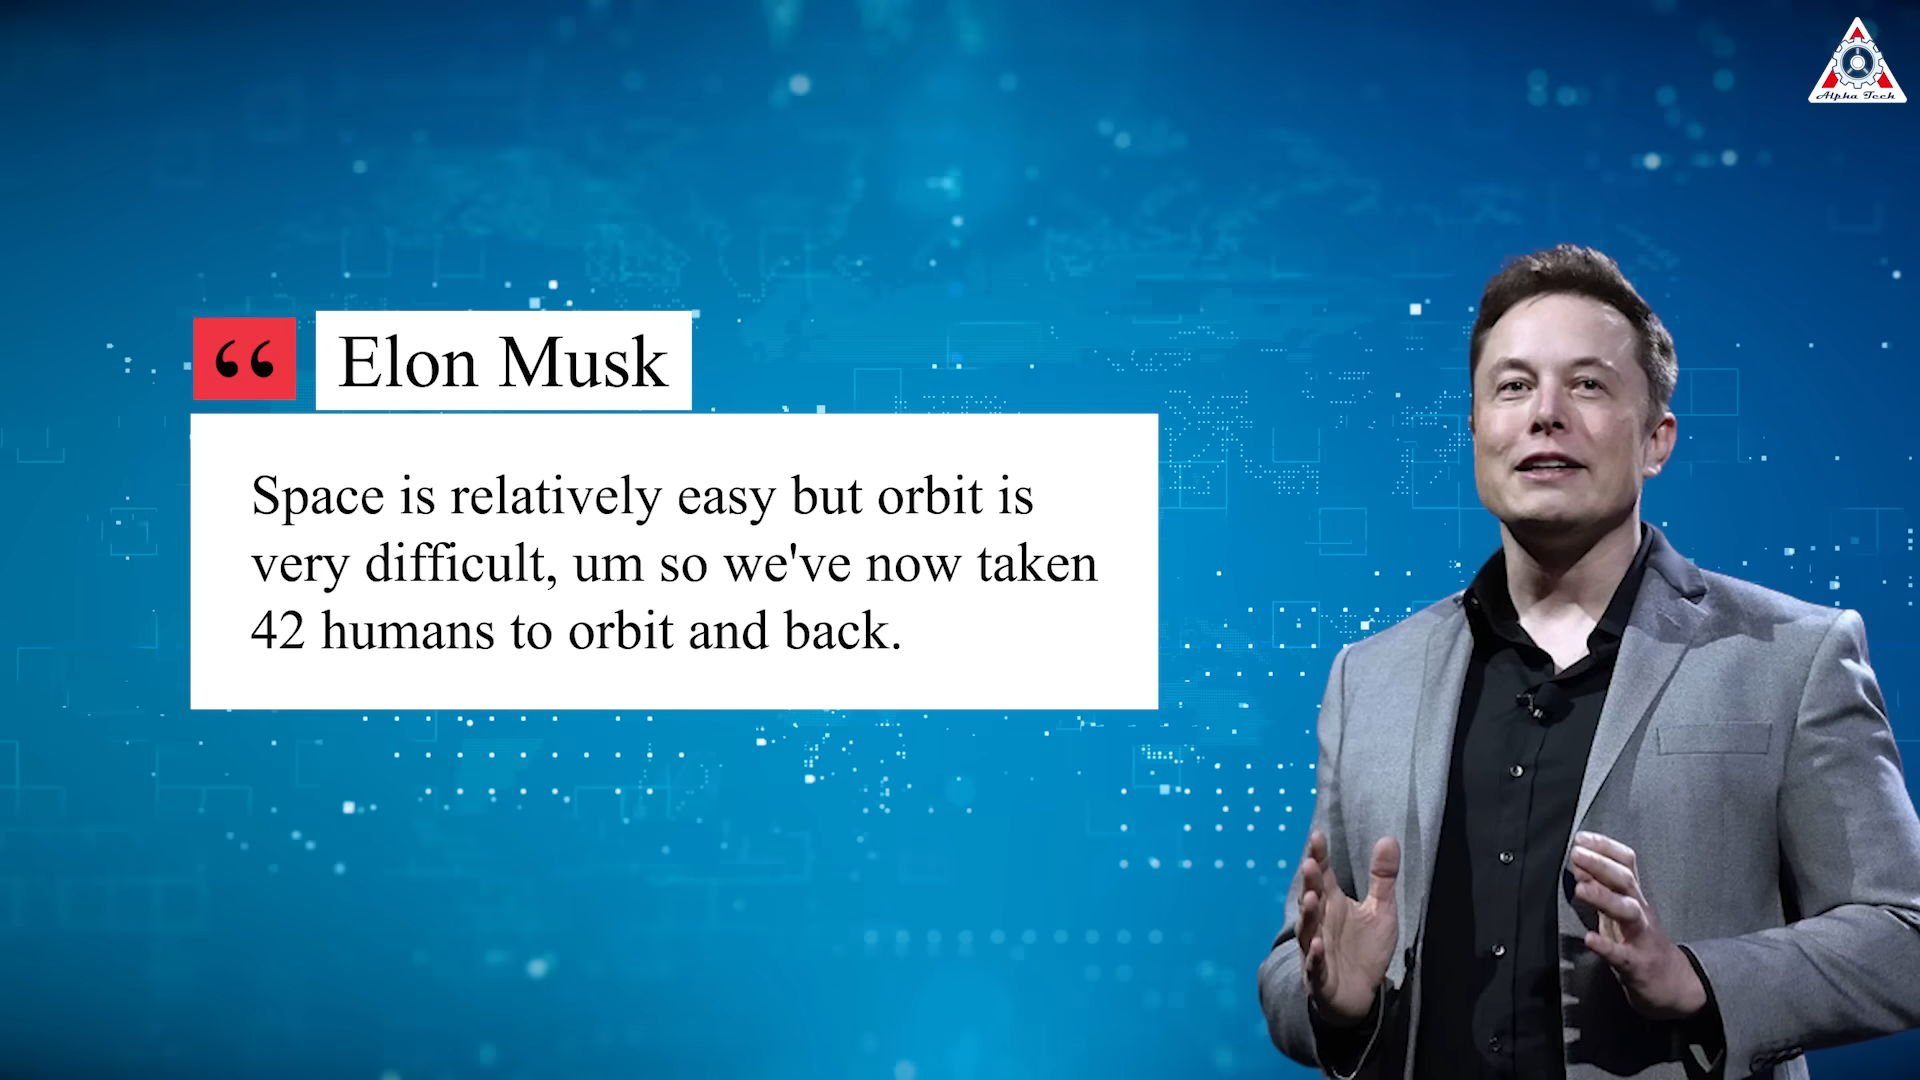 Alpha Tech
“ Elon Musk
Space is relatively easy but orbit is
very difficult, um so we've now taken
42 humans to orbit and back.